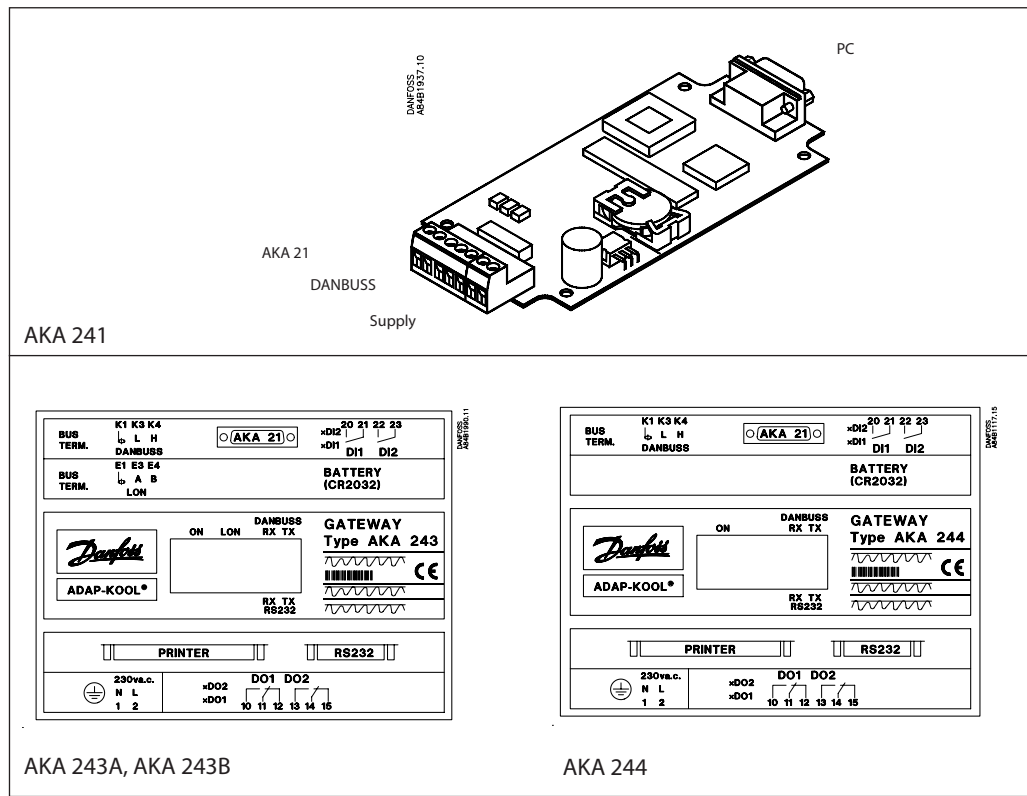 PC
DANFOSS
A84B1937.10
AKA 21
DANBUSS
Supply
AKA 241
DANFOSS
A84B1990.11
BUS
TERM.
K1 K3 K4
L H
DANBUSS
AKA 21
xDI2
xDI1
20 21 22 23
DI1 DI2
BUS
TERM.
E1 E3 E4
A B
LON
BATTERY
(CR2032)
Danfoss
ADAP-KOOL®
ON LON
DANBUSS
RX TX
RX TX
RS232
GATEWAY
Type AKA 243
CE
PRINTER
RS232
230va.c.
N L
1 2
xDO2
xDO1
DO1 DO2
10 11 12 13 14 15
AKA 243A, AKA 243B
DANFOSS
A84B1117.15
BUS
TERM.
K1 K3 K4
L H
DANBUSS
AKA 21
xDI2
xDI1
20 21 22 23
DI1 DI2
BATTERY
(CR2032)
Danfoss
ADAP-KOOL®
ON
DANBUSS
RX TX
RX TX
RS232
GATEWAY
Type AKA 244
CE
PRINTER
RS232
230va.c.
N L
1 2
xDO2
xDO1
DO1 DO2
10 11 12 13 14 15
AKA 244